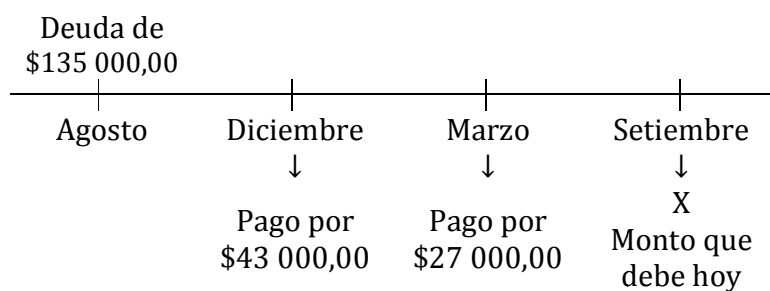 Deuda de
$135 000,00
Agosto Diciembre Marzo Setiembre
↓ ↓ ↓
Pago por Pago por X
$43 000,00 $27 000,00 Monto que
debe hoy